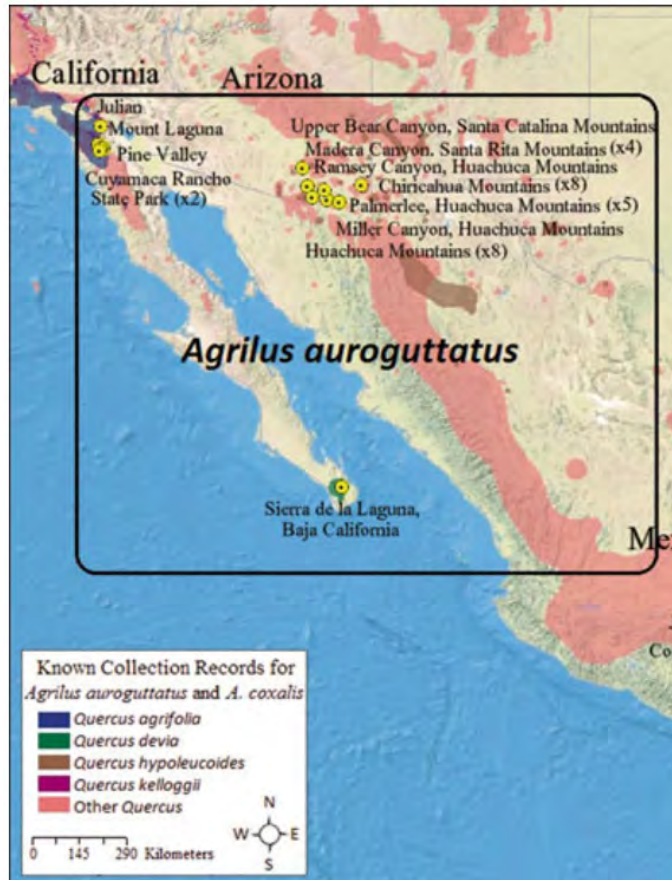 California
Arizona
Julian
Mount Laguna
Pine Valley
Cuyamaca Rancho
State Park (x2)
Upper Bear Canyon, Santa Catalina Mountains
Madera Canyon. Santa Rita Mountains (x4)
Ramsey Canyon, Huachuca Mountains
Chiricahua Mountains (x8)
Palmerlee, Huachuca Mountains (x5)
Miller Canyon, Huachuca Mountains
Huachuca Mountains (x8)
Agrilus auroguttatus
Sierra de la Laguna,
Baja California
Me
Co
Known Collection Records for
Agrilus auroguttatus and A. coxalis
Quercus agrifolia
Quercus devia
Quercus hypoleucoides
Quercus kelloggii
Other Quercus
N
W E
S
0 145 290 Kilometers